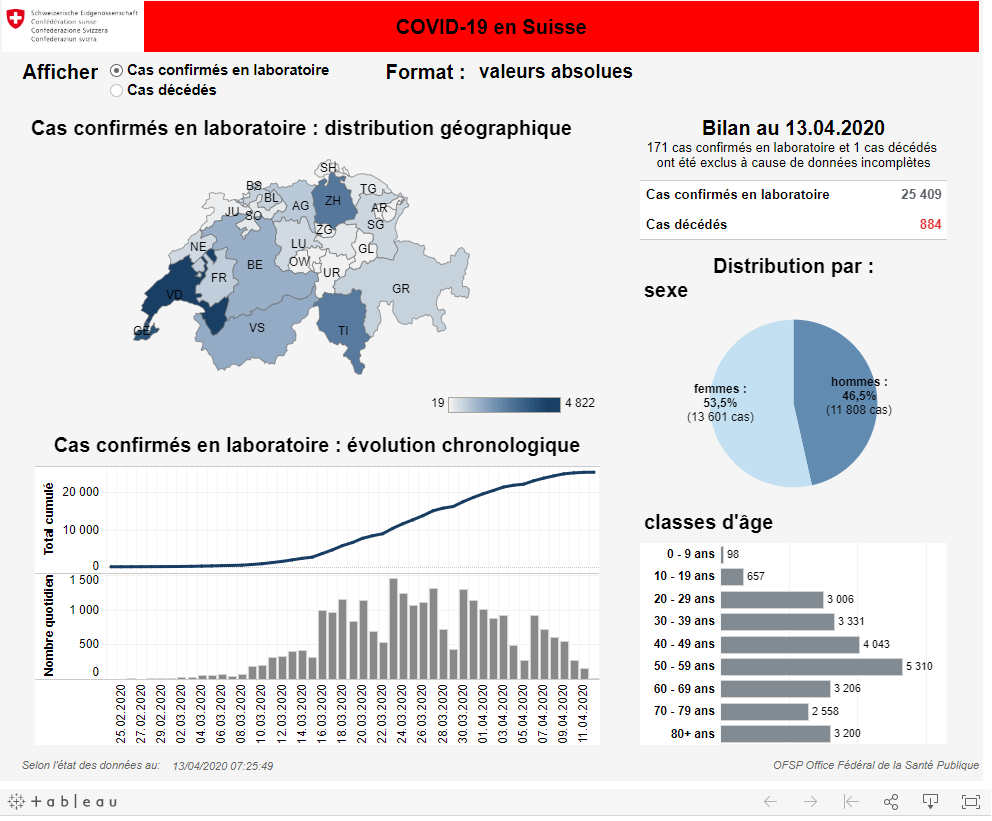 Schweizerische Eidgenossenschaft
Confédération suisse
Confederazione Svizzera
Confederaziun svizra
COVID-19 en Suisse
Afficher
Cas confirmés en laboratoire
Cas décédés
Format : valeurs absolues
Cas confirmés en laboratoire : distribution géographique
SH
BS
BL
TG
JU
SO
AG
ZH
AR
SG
NE
LU
ZG
OW
GL
BE
FR
UR
GR
VD
GE
VS
TI
19
4 822
Bilan au 13.04.2020
171 cas confirmés en laboratoire et 1 cas décédés
ont été exclus à cause de données incomplètes
Cas confirmés en laboratoire 25 409
Cas décédés 884
Distribution par :
sexe
femmes :
53,5%
(13 601 cas)
hommes :
46,5%
(11 808 cas)
Cas confirmés en laboratoire : évolution chronologique
Total cumulé
20 000
10 000
0
Nombre quotidien
1 500
1 000
500
0
25.02.2020
27.02.2020
29.02.2020
02.03.2020
04.03.2020
06.03.2020
08.03.2020
10.03.2020
12.03.2020
14.03.2020
16.03.2020
18.03.2020
20.03.2020
22.03.2020
24.03.2020
26.03.2020
28.03.2020
30.03.2020
01.04.2020
03.04.2020
05.04.2020
07.04.2020
09.04.2020
11.04.2020
classes d'âge
0 - 9 ans 98
10 - 19 ans 657
20 - 29 ans 3 006
30 - 39 ans 3 331
40 - 49 ans 4 043
50 - 59 ans 5 310
60 - 69 ans 3 206
70 - 79 ans 2 558
80+ ans 3 200
Selon l'état des données au: 13/04/2020 07:25:49
OFSP Office Fédéral de la Santé Publique
+ableau